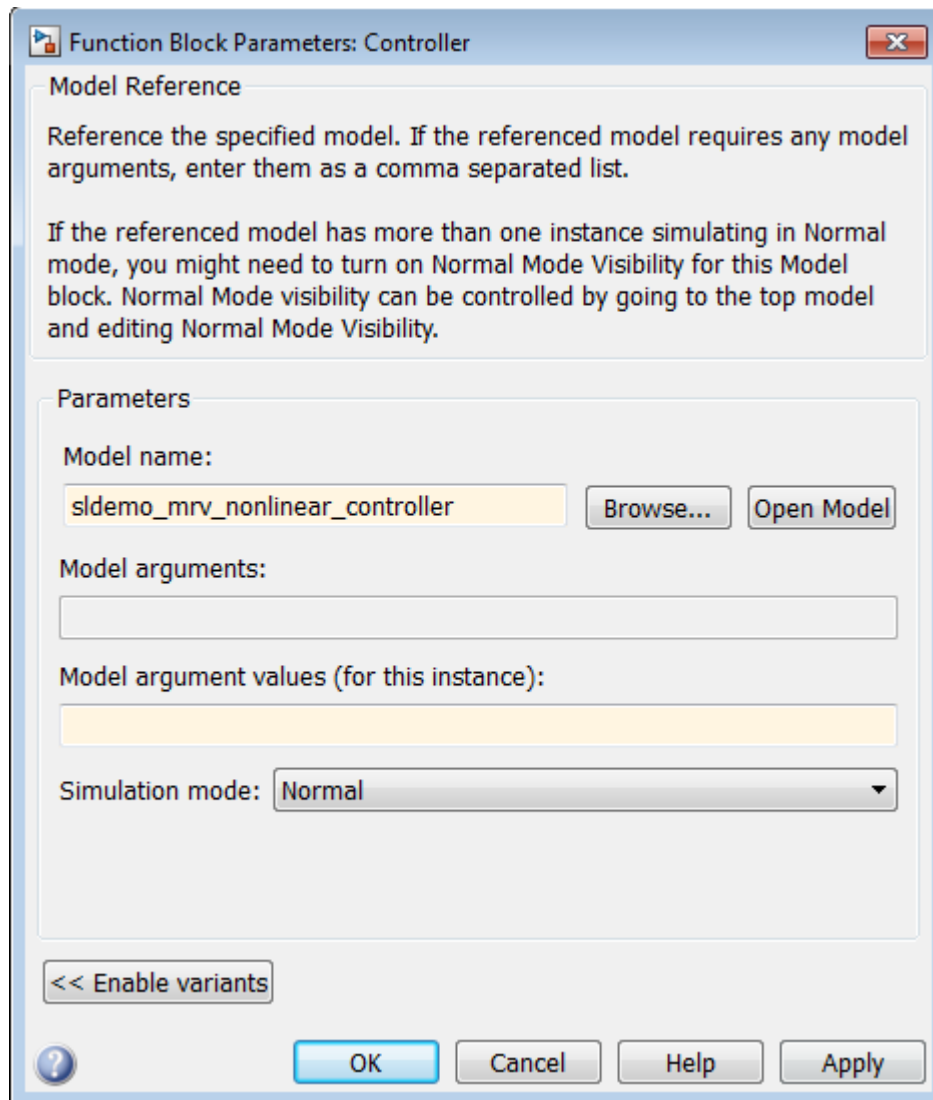 Function Block Parameters: Controller
Model Reference
Reference the specified model. If the referenced model requires any model
arguments, enter them as a comma separated list.
If the referenced model has more than one instance simulating in Normal
mode, you might need to turn on Normal Mode Visibility for this Model
block. Normal Mode visibility can be controlled by going to the top model
and editing Normal Mode Visibility.
Parameters
Model name:
sldemo_mrv_nonlinear_controller Browse... Open Model
Model arguments:
Model argument values (for this instance):
Simulation mode: Normal
<< Enable variants
? OK Cancel Help Apply